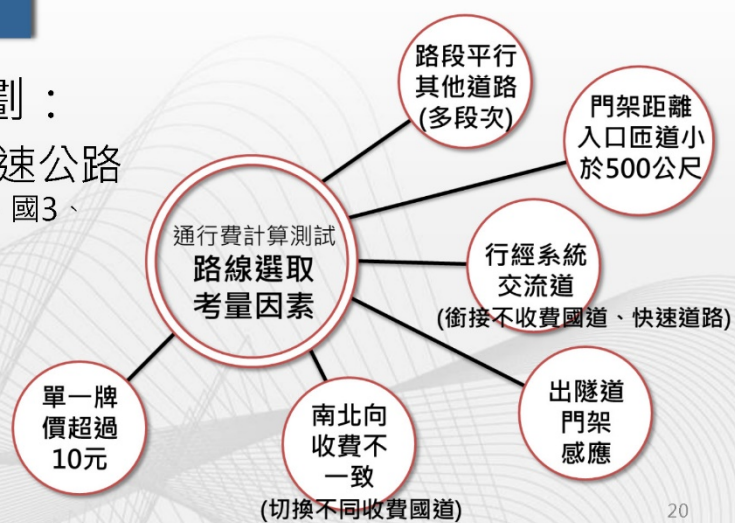 劃：
速公路
國3、
通行費計算測試
路線選取
考量因素
路段平行
其他道路
(多段次)
門架距離
入口匝道小
於500公尺
行經系統
交流道
(銜接不收費國道、快速道路)
出隧道
門架
感應
南北向
收費不
一致
(切換不同收費國道)
單一牌
價超過
10元
20